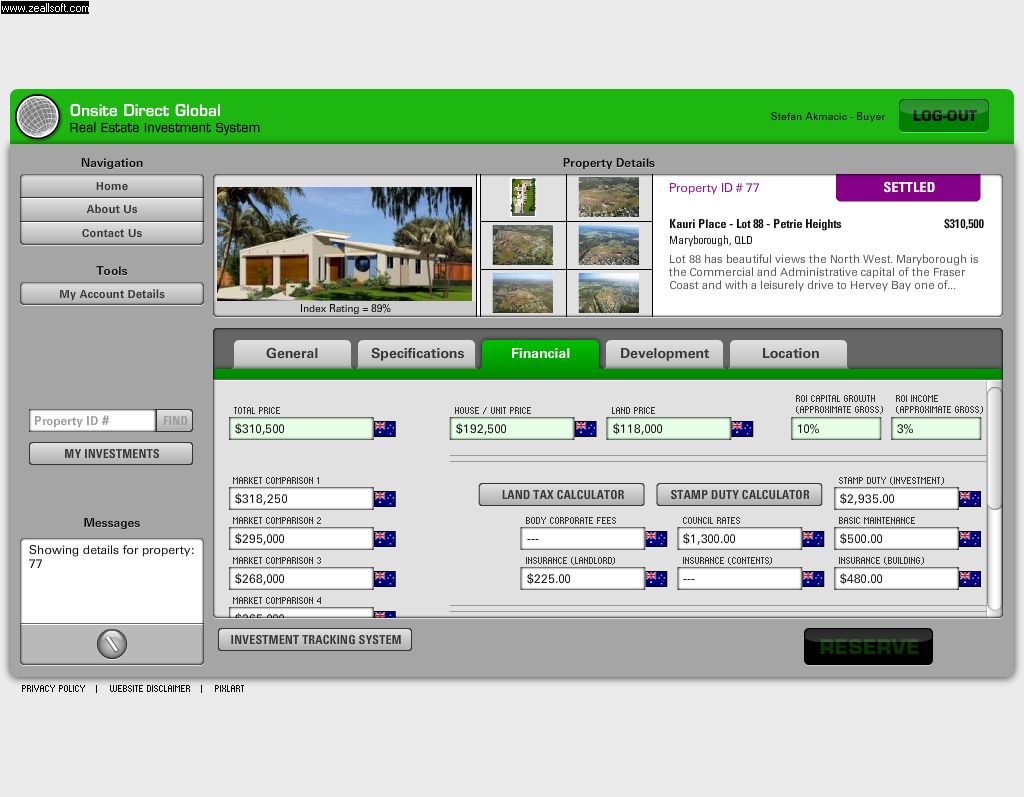 www.zeallsoft.com
Onsite Direct Global
Real Estate Investment System
Stefan Akmacic - Buyer
LOG-OUT
Navigation
Home
About Us
Contact Us
Tools
My Account Details
Property ID #
FIND
MY INVESTMENTS
Messages
Showing details for property:
77
Property Details
Index Rating = 89%
Property ID # 77
SETTLED
Kauri Place - Lot 88 - Petrie Heights
$310,500
Maryborough, QLD
Lot 88 has beautiful views the North West. Maryborough is
the Commercial and Administrative capital of the Fraser
Coast and with a leisurely drive to Hervey Bay one of...
General
Specifications
Financial
Development
Location
TOTAL PRICE
$310,500
HOUSE / UNIT PRICE
$192,500
LAND PRICE
$118,000
ROI CAPITAL GROWTH
(APPROXIMATE GROSS)
10%
ROI INCOME
(APPROXIMATE GROSS)
3%
MARKET COMPARISON 1
$318,250
MARKET COMPARISON 2
$295,000
MARKET COMPARISON 3
$268,000
MARKET COMPARISON 4
$265,000
LAND TAX CALCULATOR
STAMP DUTY CALCULATOR
STAMP DUTY (INVESTMENT)
$2,935.00
BODY CORPORATE FEES
---
COUNCIL RATES
$1,300.00
BASIC MAINTENANCE
$500.00
INSURANCE (LANDLORD)
$225.00
INSURANCE (CONTENTS)
---
INSURANCE (BUILDING)
$480.00
INVESTMENT TRACKING SYSTEM
RESERVE
PRIVACY POLICY | WEBSITE DISCLAIMER | PIXLART